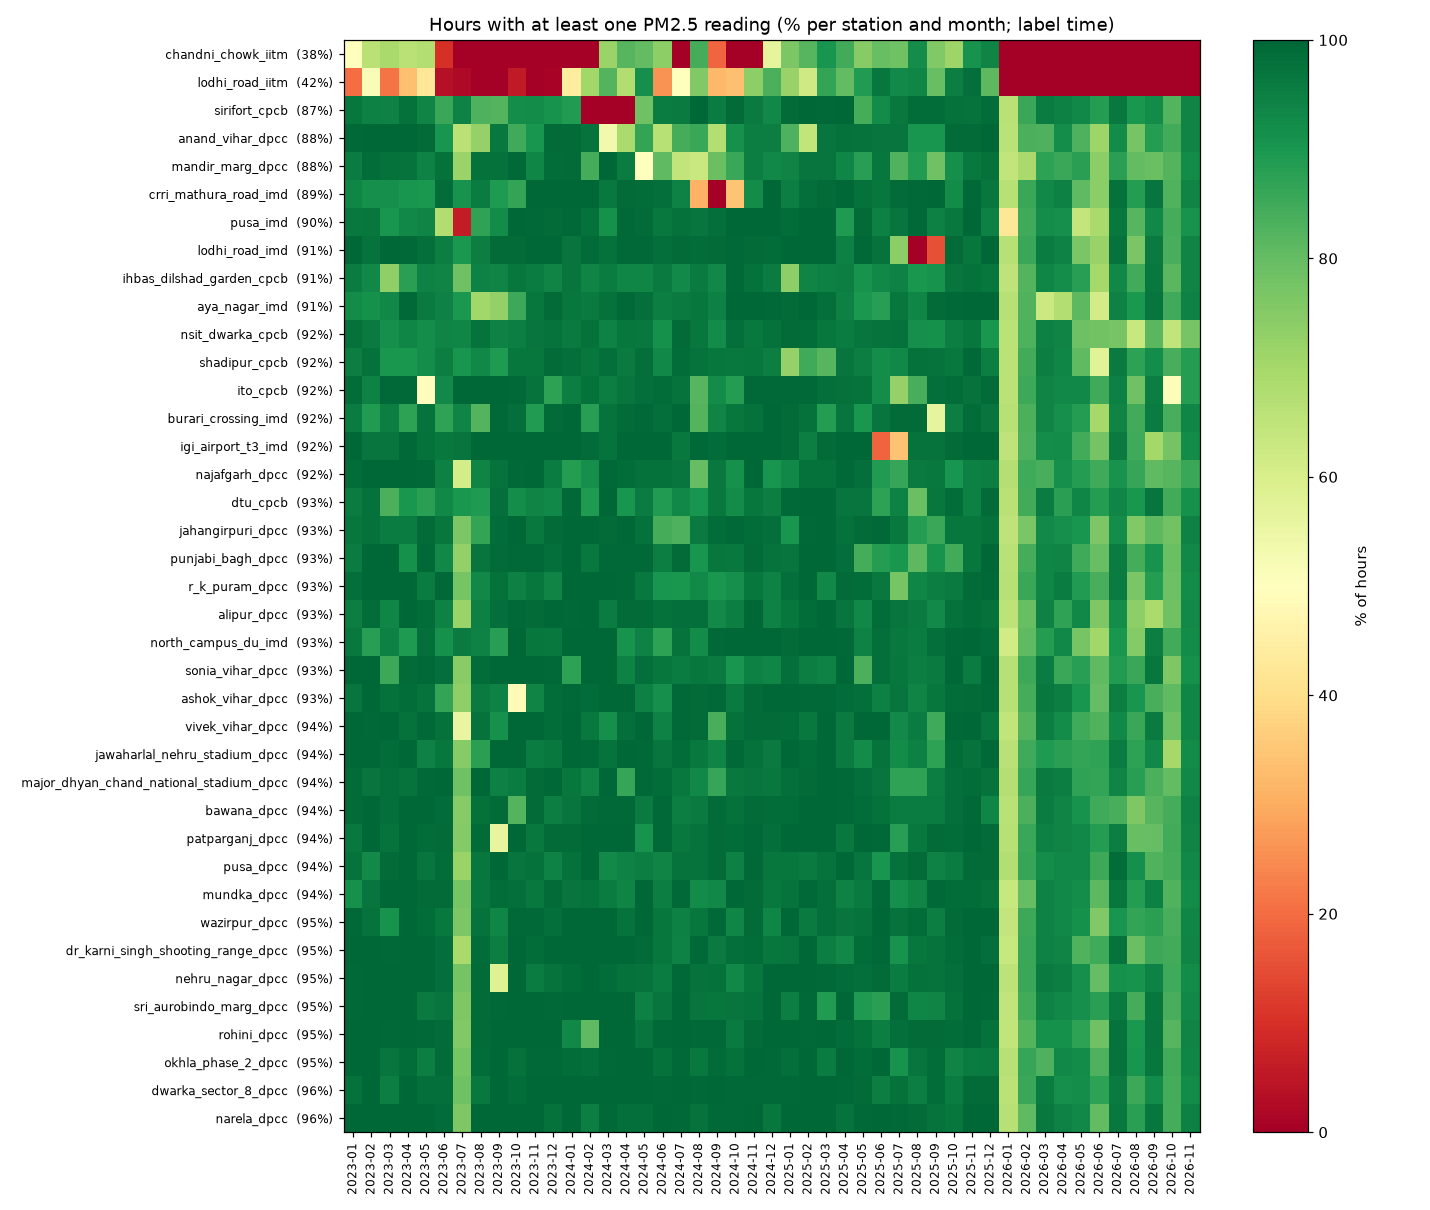 Hours with at least one PM2.5 reading (% per station and month; label time)
chandni_chowk_iitm (38%)
lodhi_road_iitm (42%)
sirifort_cpcb (87%)
anand_vihar_dpcc (88%)
mandir_marg_dpcc (88%)
crri_mathura_road_imd (89%)
pusa_imd (90%)
lodhi_road_imd (91%)
ihbas_dilshad_garden_cpcb (91%)
aya_nagar_imd (91%)
nsit_dwarka_cpcb (92%)
shadipur_cpcb (92%)
ito_cpcb (92%)
burari_crossing_imd (92%)
igi_airport_t3_imd (92%)
najafgarh_dpcc (92%)
dtu_cpcb (93%)
jahangirpuri_dpcc (93%)
punjabi_bagh_dpcc (93%)
r_k_puram_dpcc (93%)
alipur_dpcc (93%)
north_campus_du_imd (93%)
sonia_vihar_dpcc (93%)
ashok_vihar_dpcc (93%)
vivek_vihar_dpcc (94%)
jawaharlal_nehru_stadium_dpcc (94%)
major_dhyan_chand_national_stadium_dpcc (94%)
bawana_dpcc (94%)
patparganj_dpcc (94%)
pusa_dpcc (94%)
mundka_dpcc (94%)
wazirpur_dpcc (95%)
dr_karni_singh_shooting_range_dpcc (95%)
nehru_nagar_dpcc (95%)
sri_aurobindo_marg_dpcc (95%)
rohini_dpcc (95%)
okhla_phase_2_dpcc (95%)
dwarka_sector_8_dpcc (96%)
narela_dpcc (96%)
2023-01
2023-02
2023-03
2023-04
2023-05
2023-06
2023-07
2023-08
2023-09
2023-10
2023-11
2023-12
2024-01
2024-02
2024-03
2024-04
2024-05
2024-06
2024-07
2024-08
2024-09
2024-10
2024-11
2024-12
2025-01
2025-02
2025-03
2025-04
2025-05
2025-06
2025-07
2025-08
2025-09
2025-10
2025-11
2025-12
2026-01
2026-02
2026-03
2026-04
2026-05
2026-06
2026-07
2026-08
2026-09
2026-10
2026-11
100
80
60
40
20
0
% of hours